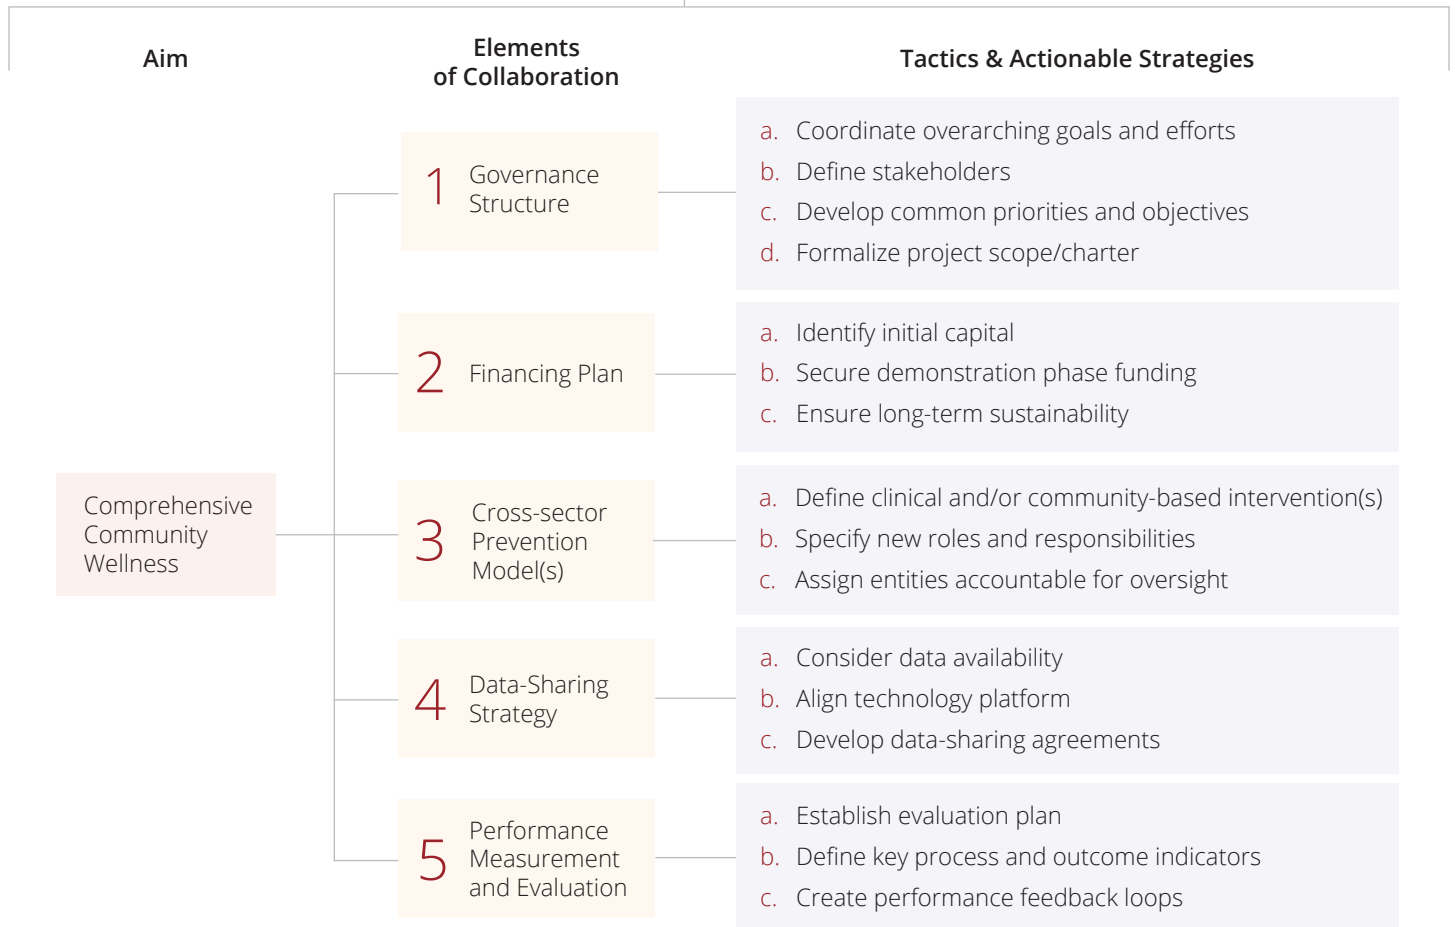 Aim
Elements
of Collaboration
Tactics & Actionable Strategies
Comprehensive
Community
Wellness
1
Governance
Structure
a. Coordinate overarching goals and efforts
b. Define stakeholders
c. Develop common priorities and objectives
d. Formalize project scope/charter
2
Financing Plan
a. Identify initial capital
b. Secure demonstration phase funding
c. Ensure long-term sustainability
3
Cross-sector
Prevention
Model(s)
a. Define clinical and/or community-based intervention(s)
b. Specify new roles and responsibilities
c. Assign entities accountable for oversight
4
Data-Sharing
Strategy
a. Consider data availability
b. Align technology platform
c. Develop data-sharing agreements
5
Performance
Measurement
and Evaluation
a. Establish evaluation plan
b. Define key process and outcome indicators
c. Create performance feedback loops